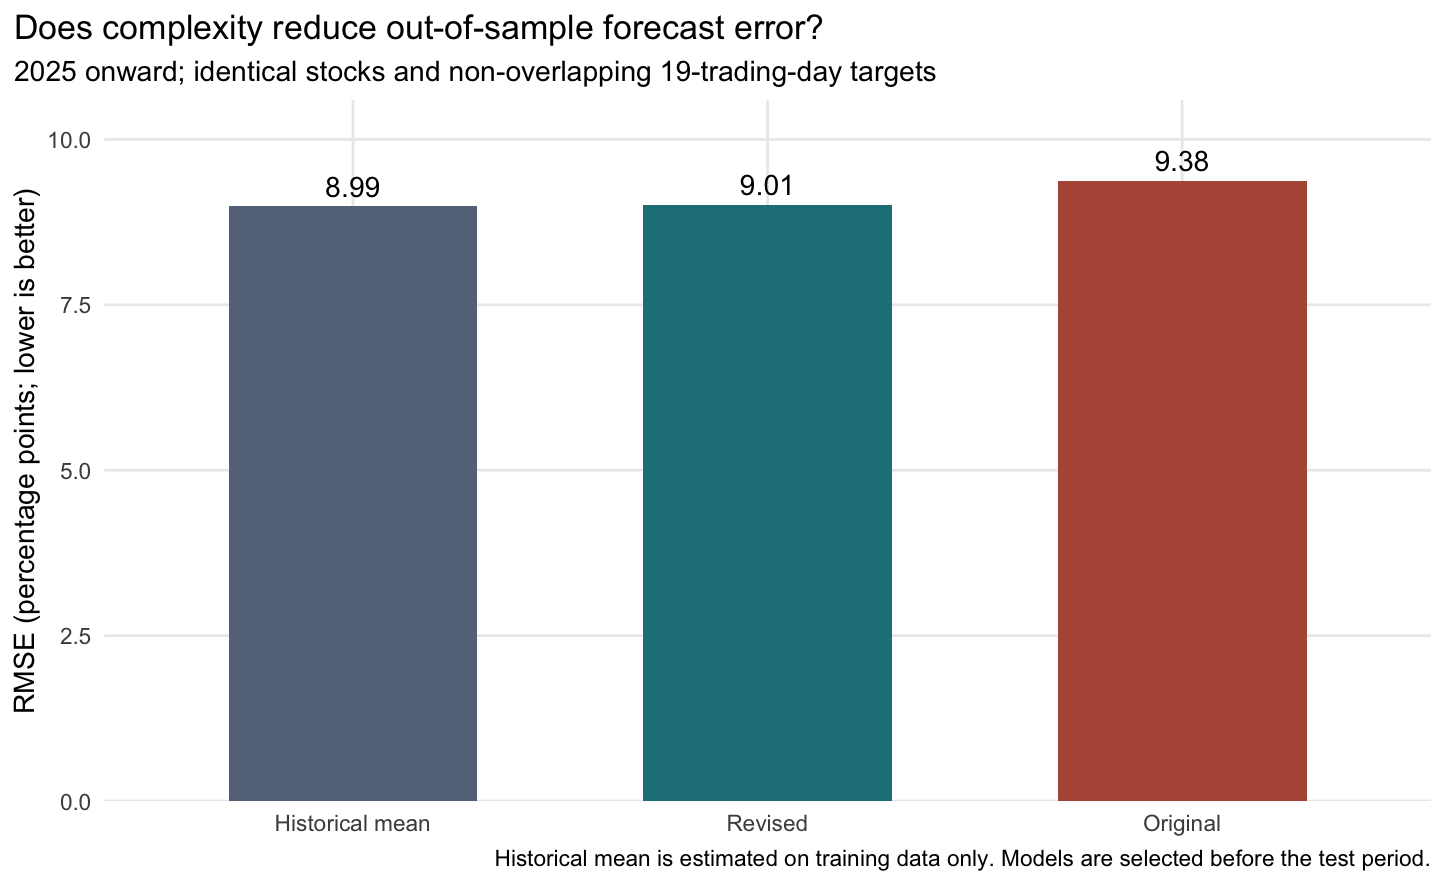 Does complexity reduce out-of-sample forecast error?
2025 onward; identical stocks and non-overlapping 19-trading-day targets
RMSE (percentage points; lower is better)
10.0
7.5
5.0
2.5
0.0
8.99
9.01
9.38
Historical mean
Revised
Original
Historical mean is estimated on training data only. Models are selected before the test period.